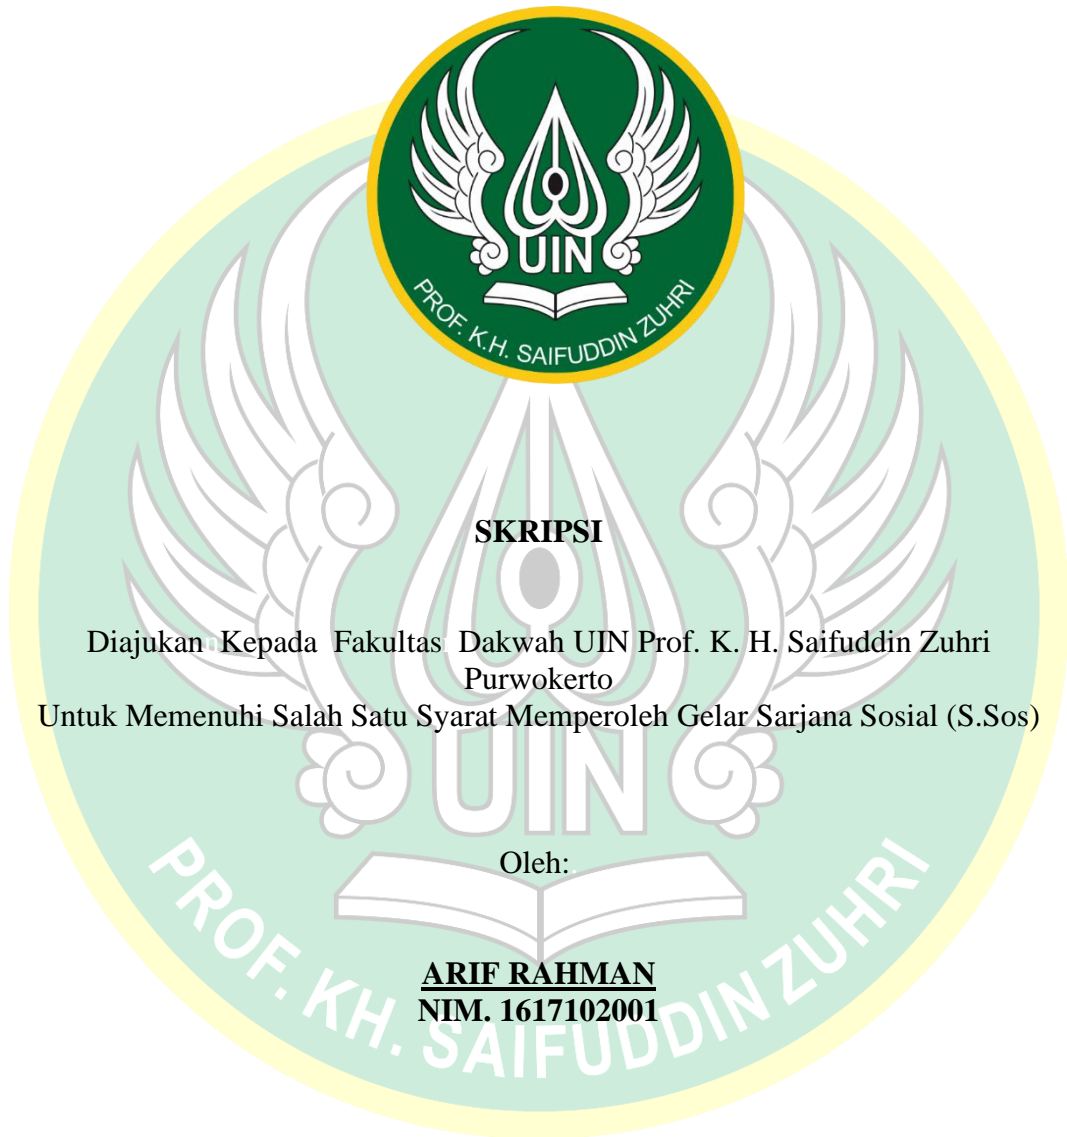 UIN
PROF. K.H. SAIFUDDIN ZUHRI
SKRIPSI
Diajukan Kepada Fakultas Dakwah UIN Prof. K. H. Saifuddin Zuhri
Purwokerto
Untuk Memenuhi Salah Satu Syarat Memperoleh Gelar Sarjana Sosial (S.Sos)
UIN
Oleh:
ARIF RAHMAN
NIM. 1617102001
PROF. KH. SAIFUDDIN ZUHRI